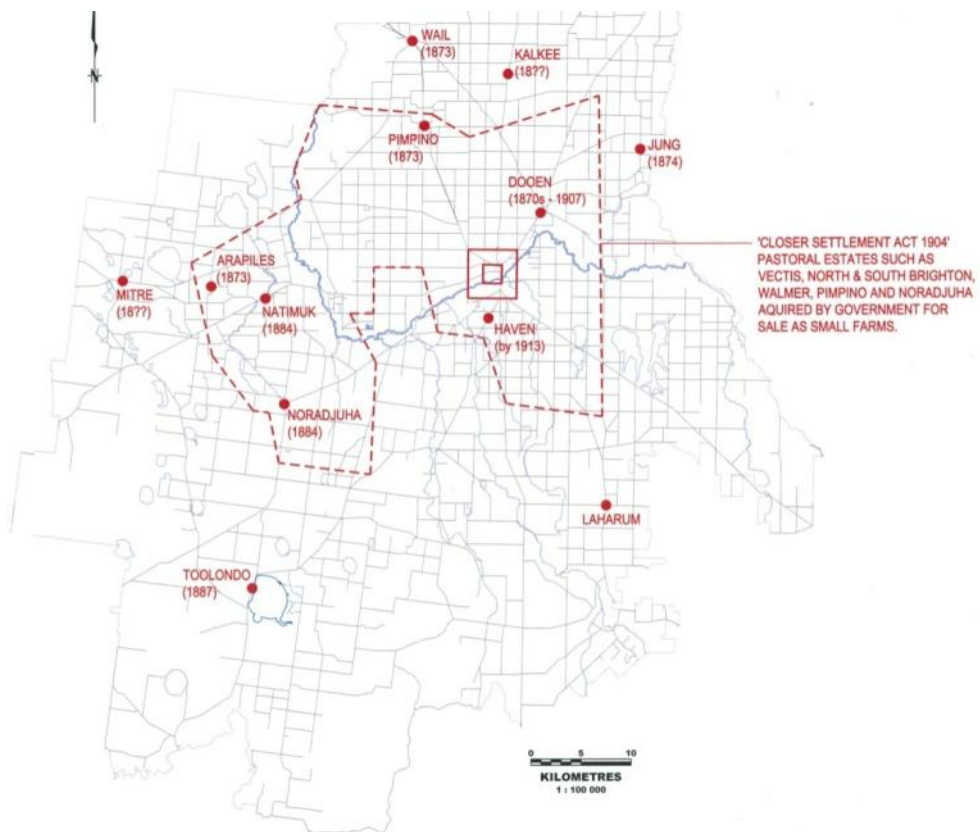 N
WAIL
(1873)
KALKEE
(18??)
PIMPINO
(1873)
JUNG
(1874)
DOOEN
(1870s - 1907)
'CLOSER SETTLEMENT ACT 1904'
PASTORAL ESTATES SUCH AS
VECTIS, NORTH & SOUTH BRIGHTON,
WALMER, PIMPINO AND NORADJUHA
AQUIRED BY GOVERNMENT FOR
SALE AS SMALL FARMS.
ARAPILES
(1873)
MITRE
(18??)
NATIMUK
(1884)
HAVEN
(by 1913)
NORADJUHA
(1884)
LAHARUM
TOOLONDO
(1887)
0 5 10
KILOMETRES
1 : 100 000